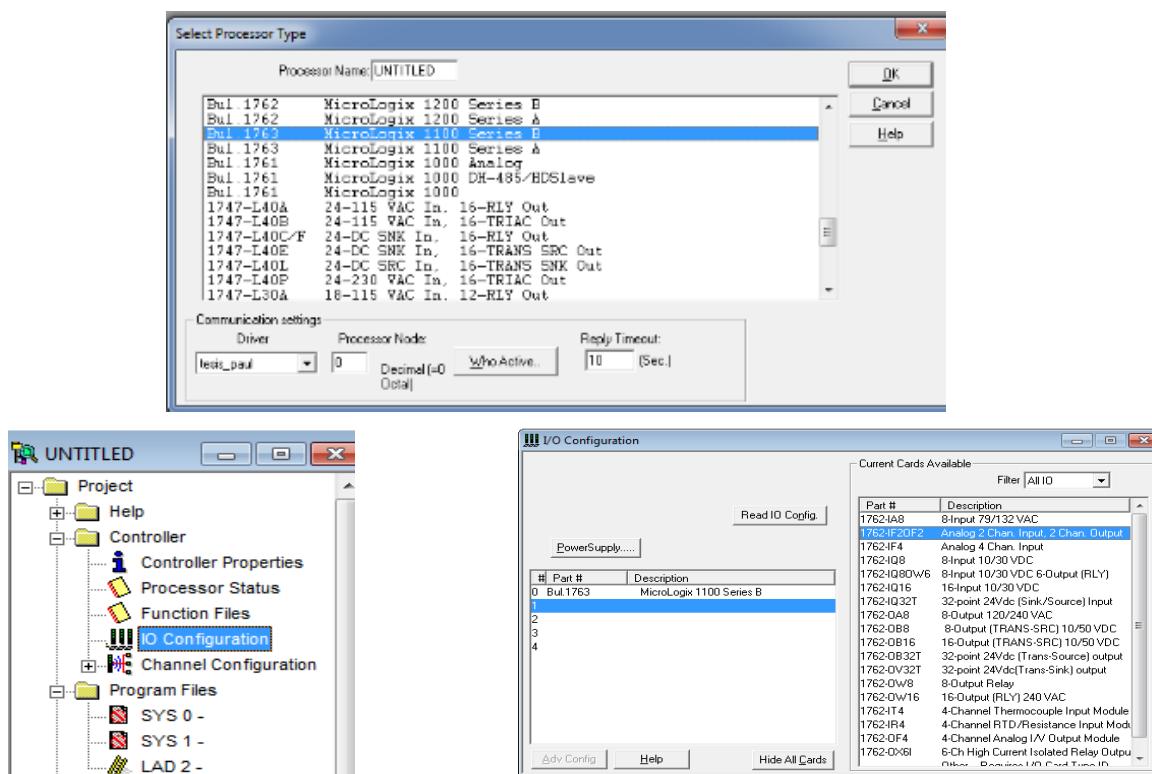 Select Processor Type
Processor Name: UNTITLED
OK
Cancel
Help
Bul.1762 MicroLogix 1200 Series B
Bul.1762 MicroLogix 1200 Series A
Bul.1763 MicroLogix 1100 Series B
Bul.1763 MicroLogix 1100 Series A
Bul.1761 MicroLogix 1000 Analog
Bul.1761 MicroLogix 1000 DH-485/HDSlave
Bul.1761 MicroLogix 1000
1747-L40A 24-115 VAC In, 16-RLY Out
1747-L40B 24-115 VAC In, 16-TRIAC Out
1747-L40C/F 24-DC SNK In, 16-RLY Out
1747-L40E 24-DC SNK In, 16-TRANS SRC Out
1747-L40L 24-DC SRC In, 16-TRANS SNK Out
1747-L40P 24-230 VAC In, 16-TRIAC Out
1747-L30A 18-115 VAC In, 12-RLY Out
Communication settings
Driver Processor Node: Reply Timeout:
tesis_paul 0 Decimal (=0 Octal) Who Active.. 10 (Sec.)
UNTITLED
Project
Help
Controller
Controller Properties
Processor Status
Function Files
IO Configuration
Channel Configuration
Program Files
SYS 0 -
SYS 1 -
LAD 2 -
I/O Configuration
Read IO Config.
PowerSupply.....
# Part # Description
0 Bul.1763 MicroLogix 1100 Series B
1
2
3
4
Adv Config Help Hide All Cards
Current Cards Available
Filter All IO
Part # Description
1762-IA8 8-Input 79/132 VAC
1762-IF2OF2 Analog 2 Chan. Input, 2 Chan. Output
1762-IF4 Analog 4 Chan. Input
1762-IQ8 8-Input 10/30 VDC
1762-IQ8OW6 8-Input 10/30 VDC 6-Output (RLY)
1762-IQ16 16-Input 10/30 VDC
1762-IQ32T 32-point 24Vdc (Sink/Source) Input
1762-OA8 8-Output 120/240 VAC
1762-OB8 8-Output (TRANS-SRC) 10/50 VDC
1762-OB16 16-Output (TRANS-SRC) 10/50 VDC
1762-OB32T 32-point 24Vdc (Trans-Source) output
1762-OV32T 32-point 24Vdc(Trans-Sink) output
1762-OW8 8-Output Relay
1762-OW16 16-Output (RLY) 240 VAC
1762-IT4 4-Channel Thermocouple Input Module
1762-IR4 4-Channel RTD/Resistance Input Modu
1762-OF4 4-Channel Analog I/V Output Module
1762-OX6I 6-Ch High Current Isolated Relay Outpu
Other Requires I/O Card Type ID